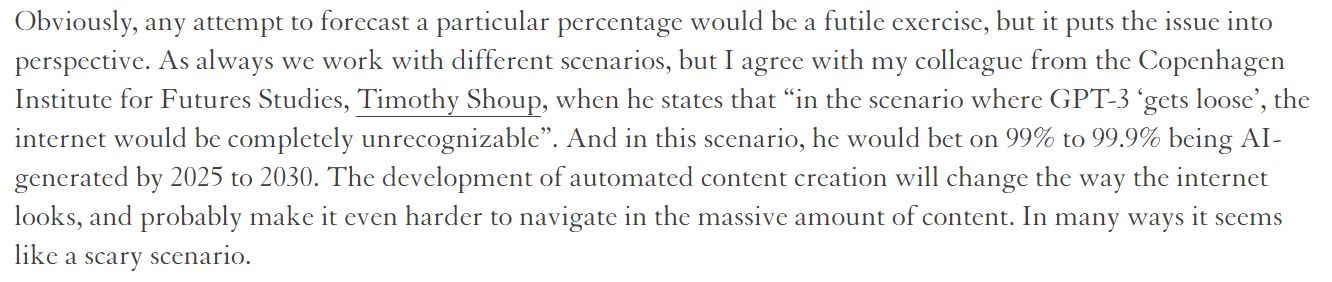 Obviously, any attempt to forecast a particular percentage would be a futile exercise, but it puts the issue into
perspective. As always we work with different scenarios, but I agree with my colleague from the Copenhagen
Institute for Futures Studies, Timothy Shoup, when he states that “in the scenario where GPT-3 ‘gets loose’, the
internet would be completely unrecognizable”. And in this scenario, he would bet on 99% to 99.9% being AI-
generated by 2025 to 2030. The development of automated content creation will change the way the internet
looks, and probably make it even harder to navigate in the massive amount of content. In many ways it seems
like a scary scenario.